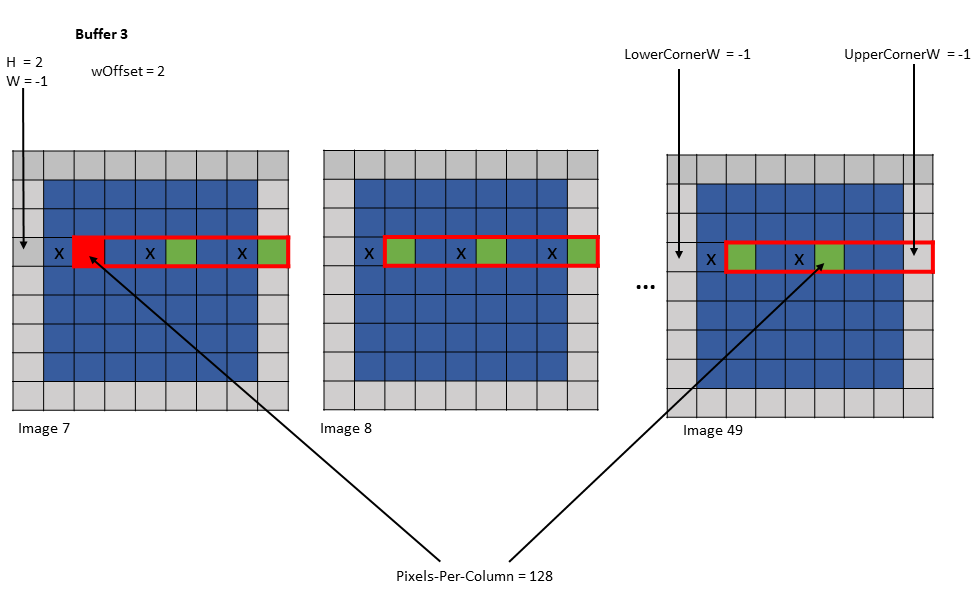 Buffer 3
H = 2
W = -1
wOffset = 2
LowerCornerW = -1
UpperCornerW = -1
X
X
X
X
X
X
X
X
...
Image 7
Image 8
Image 49
Pixels-Per-Column = 128